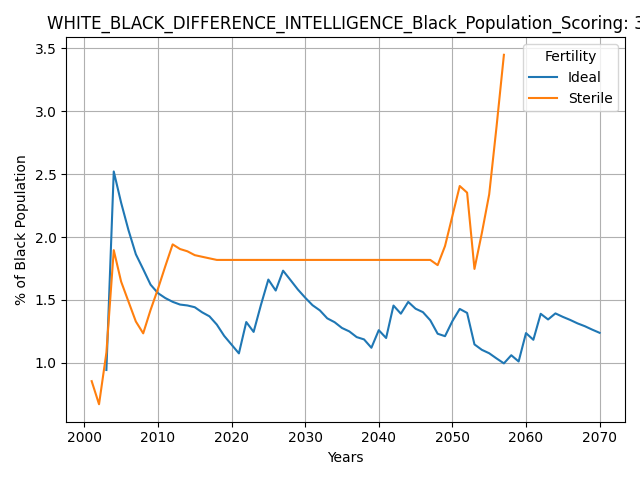 WHITE_BLACK_DIFFERENCE_INTELLIGENCE_Black_Population_Scoring: 3
Fertility
Ideal
Sterile
% of Black Population
3.5
3.0
2.5
2.0
1.5
1.0
2000 2010 2020 2030 2040 2050 2060 2070
Years